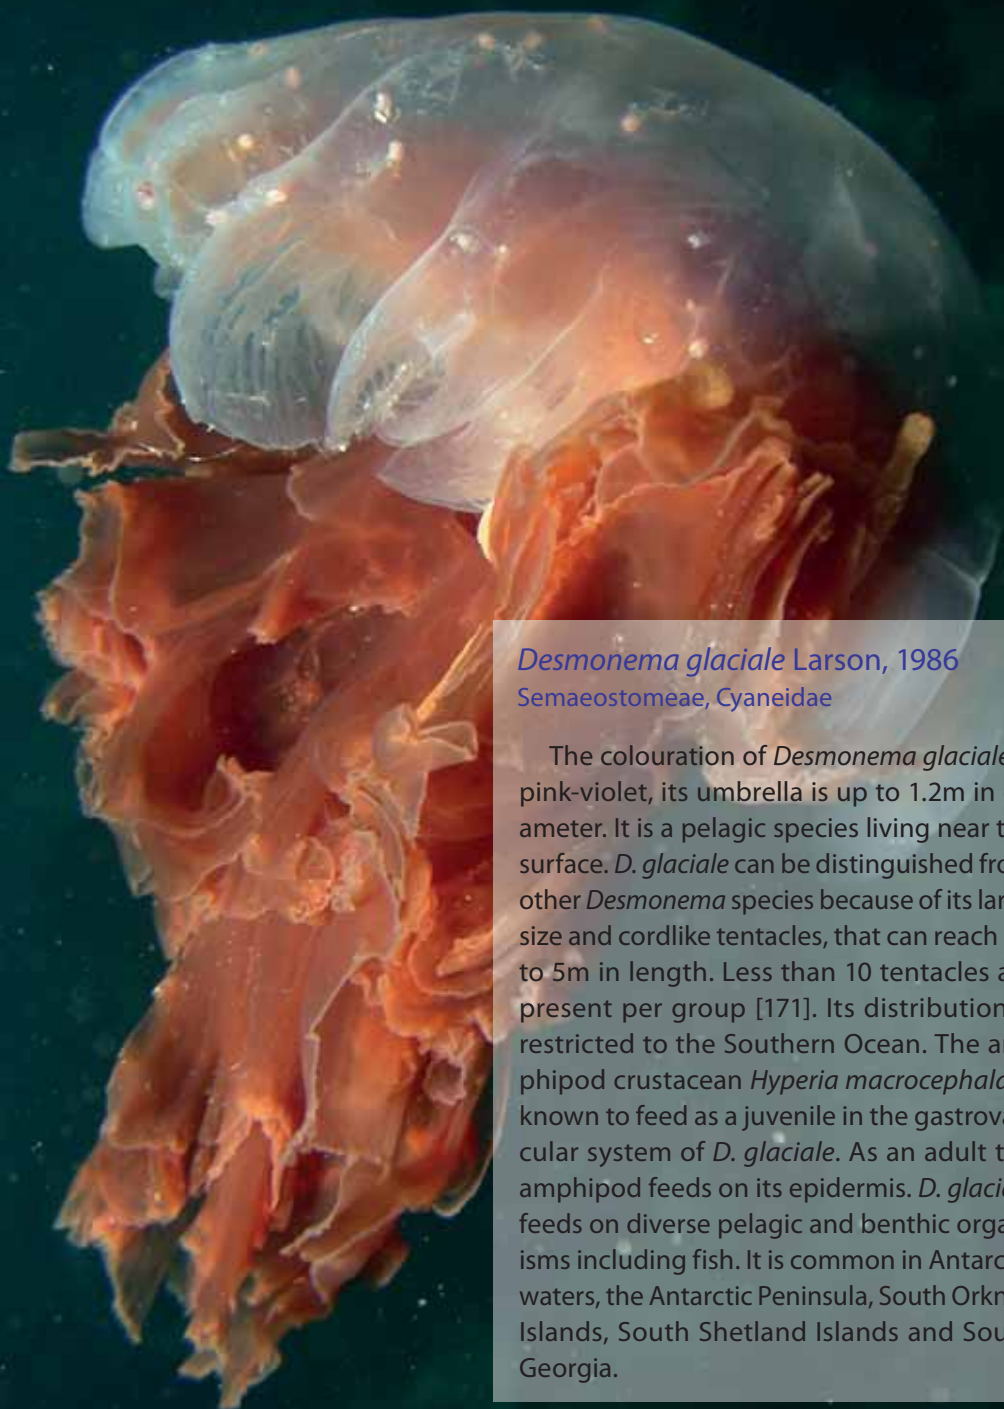 Desmonema glaciale Larson, 1986
Semaeostomeae, Cyaneidae
The colouration of Desmonema glaciale
pink-violet, its umbrella is up to 1.2m in
ameter. It is a pelagic species living near t
surface. D. glaciale can be distinguished fro
other Desmonema species because of its lar
size and cordlike tentacles, that can reach
to 5m in length. Less than 10 tentacles a
present per group [171]. Its distribution
restricted to the Southern Ocean. The a
phipod crustacean Hyperia macrocephala
known to feed as a juvenile in the gastrova
cular system of D. glaciale. As an adult t
amphipod feeds on its epidermis. D. glacia
feeds on diverse pelagic and benthic orga
isms including fish. It is common in Antarc
waters, the Antarctic Peninsula, South Orkn
Islands, South Shetland Islands and Sou
Georgia.